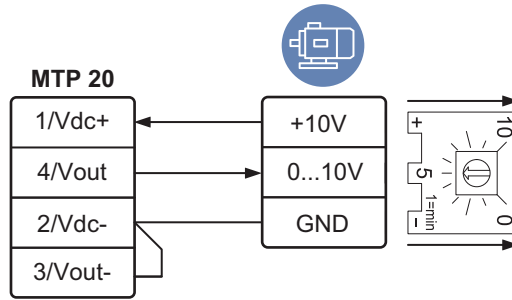 MTP 20
1/Vdc+
+10V
4/Vout
0...10V
2/Vdc-
GND
3/Vout-
+
10
5
1=min
-
0